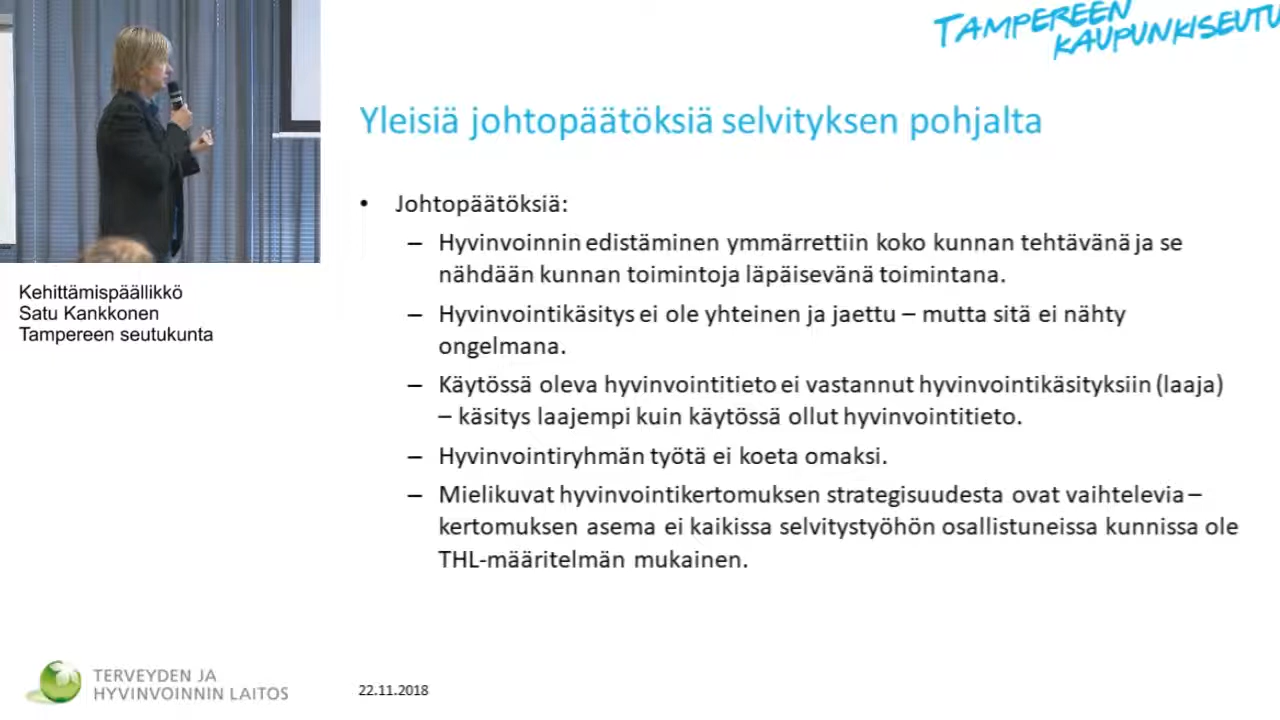 TAMPEREEN
KAUPUNKISEUTU
Yleisiä johtopäätöksiä selvityksen pohjalta
• Johtopäätöksiä:
– Hyvinvoinnin edistäminen ymmärrettiin koko kunnan tehtävänä ja se
nähdään kunnan toimintoja läpäisevänä toimintana.
– Hyvinvointikäsitys ei ole yhteinen ja jaettu – mutta sitä ei nähty
ongelmana.
– Käytössä oleva hyvinvointitieto ei vastannut hyvinvointikäsityksiin (laaja)
– käsitys laajempi kuin käytössä ollut hyvinvointitieto.
– Hyvinvointiryhmän työtä ei koeta omaksi.
– Mielikuvat hyvinvointikertomuksen strategisuudesta ovat vaihtelevia –
kertomuksen asema ei kaikissa selvitystyöhön osallistuneissa kunnissa ole
THL-määritelmän mukainen.
Kehittämispäällikkö
Satu Kankkonen
Tampereen seutukunta
TERVEYDEN JA
HYVINVOINNIN LAITOS
22.11.2018